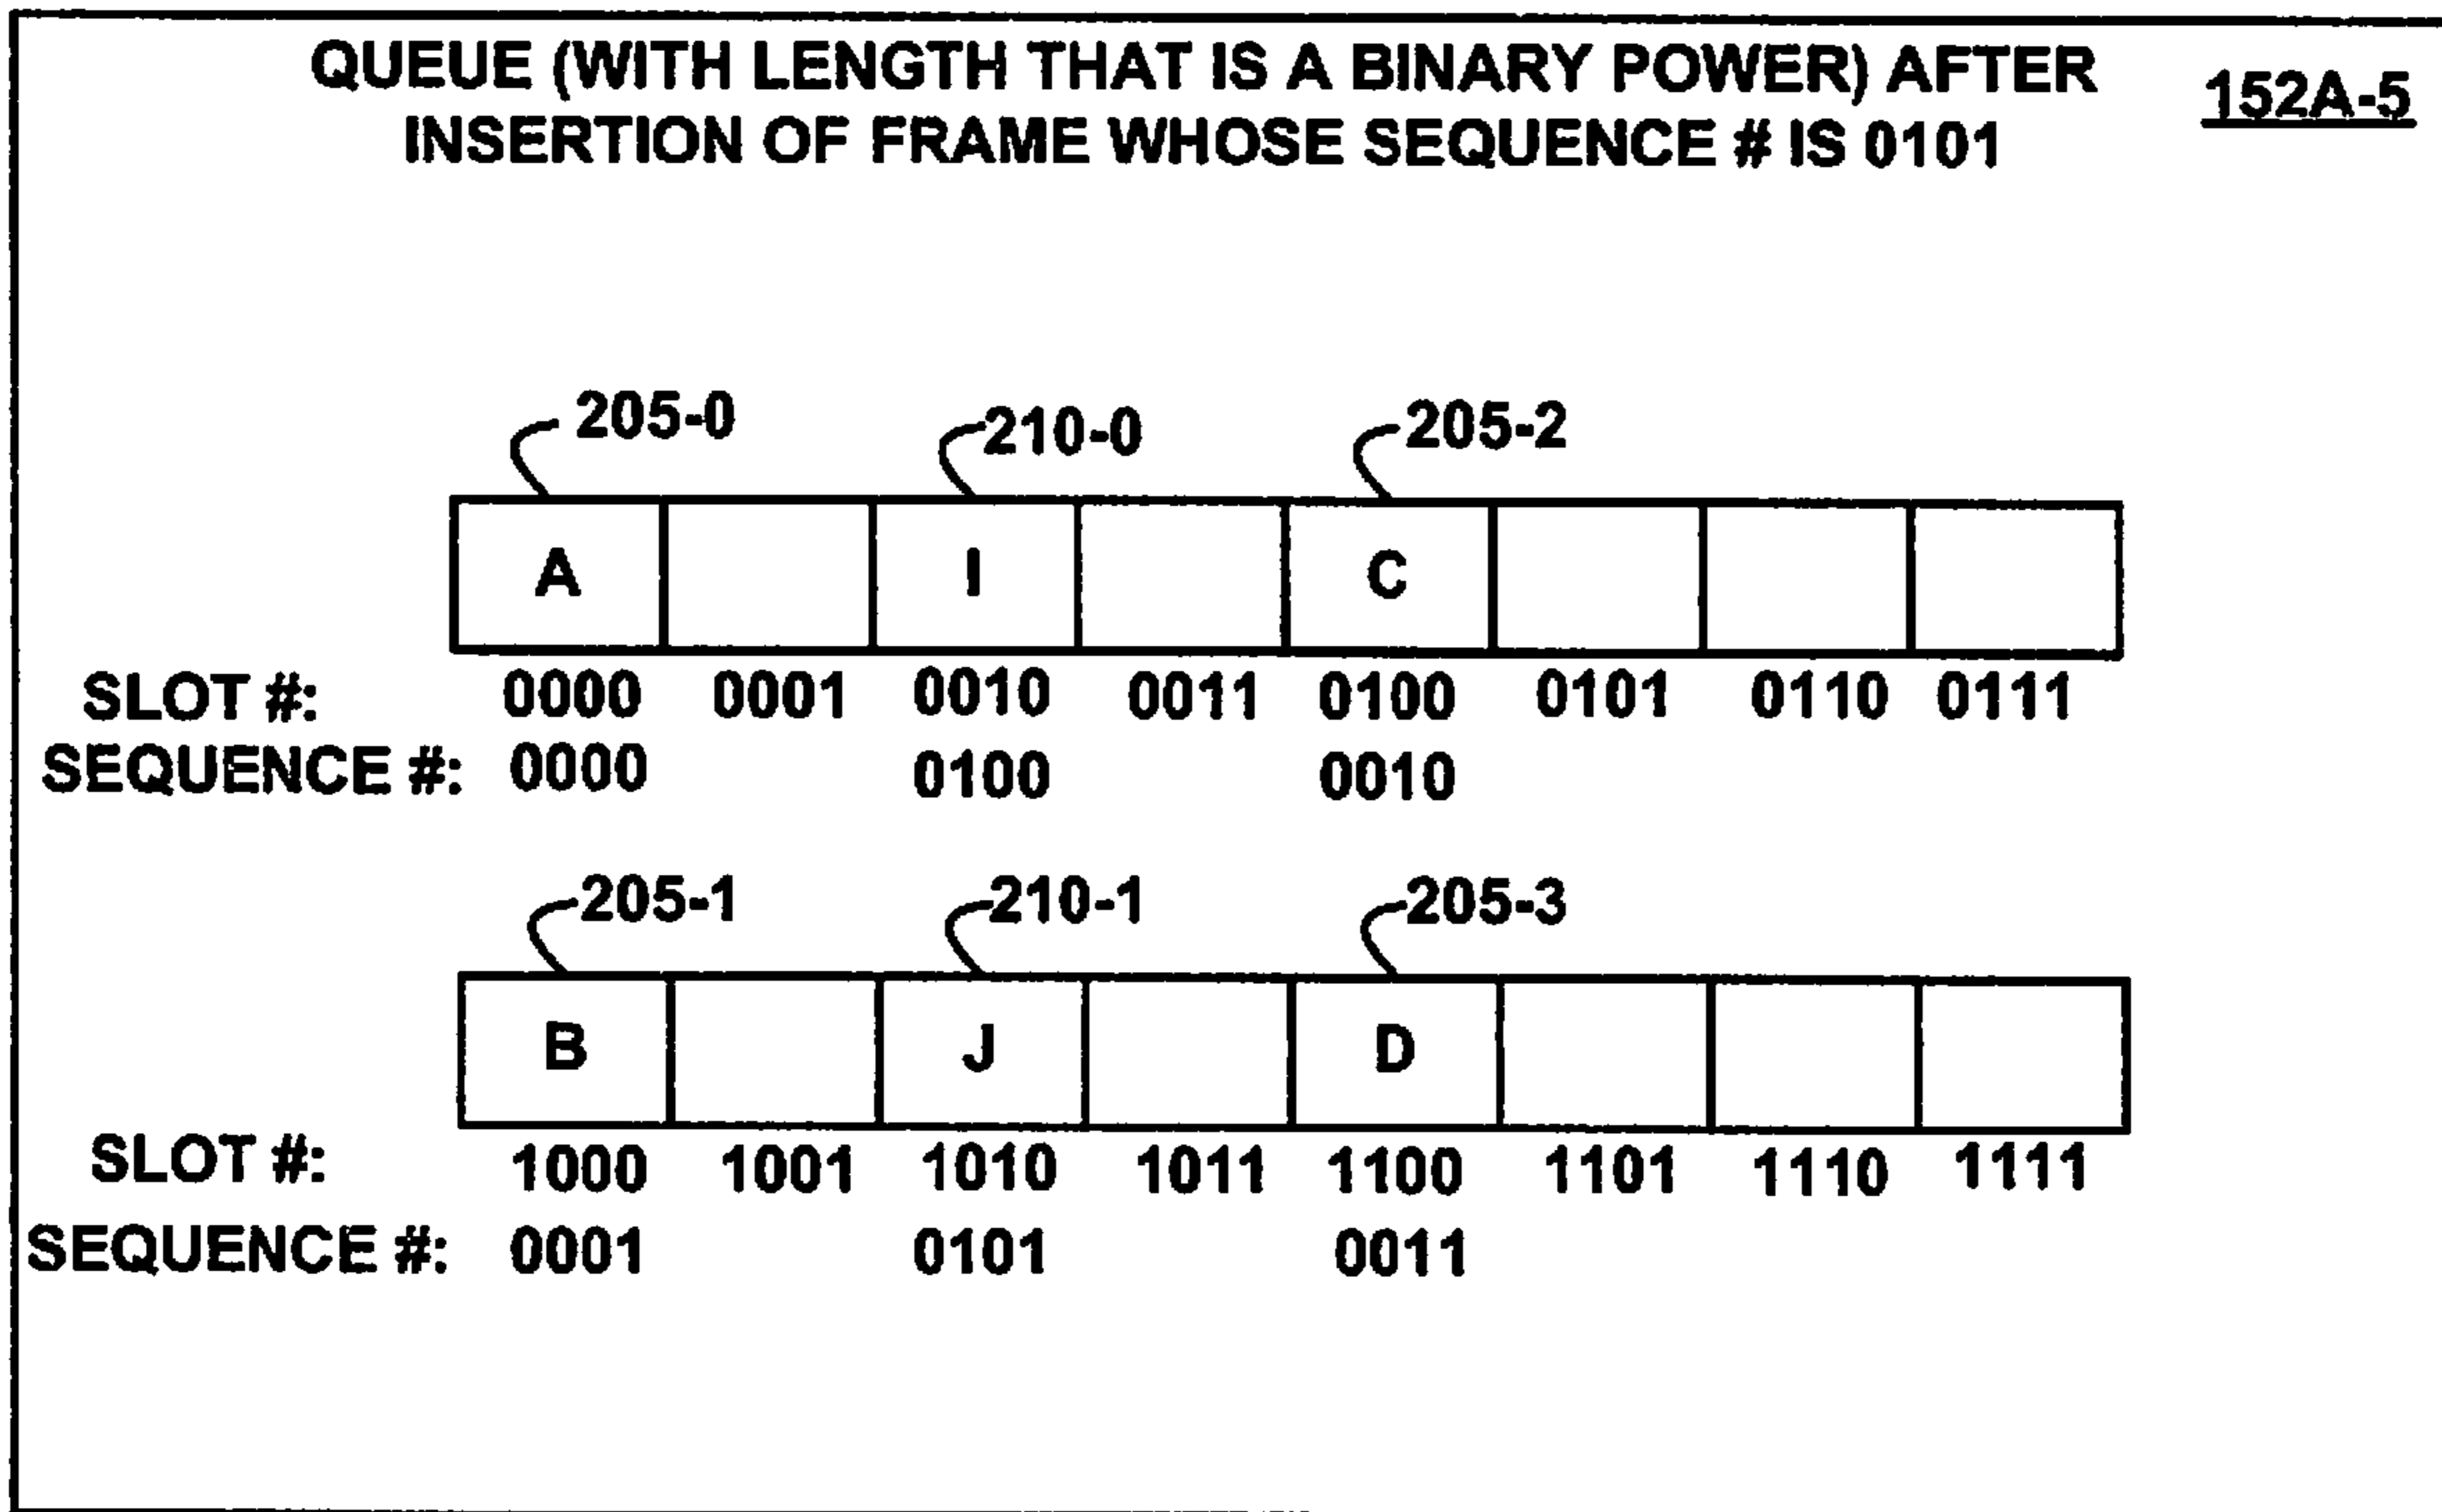 QUEUE (WITH LENGTH THAT IS A BINARY POWER) AFTER
INSERTION OF FRAME WHOSE SEQUENCE # IS 0101
152A-5
205-0 210-0 205-2
A I C
SLOT #: 0000 0001 0010 0011 0100 0101 0110 0111
SEQUENCE #: 0000 0100 0010
205-1 210-1 205-3
B J D
SLOT #: 1000 1001 1010 1011 1100 1101 1110 1111
SEQUENCE #: 0001 0101 0011